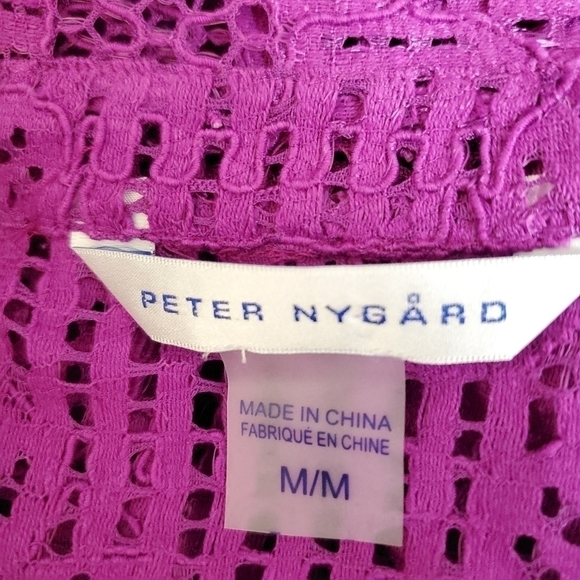 PETER NYGÅRD
MADE IN CHINA
FABRIQUÉ EN CHINE
M/M